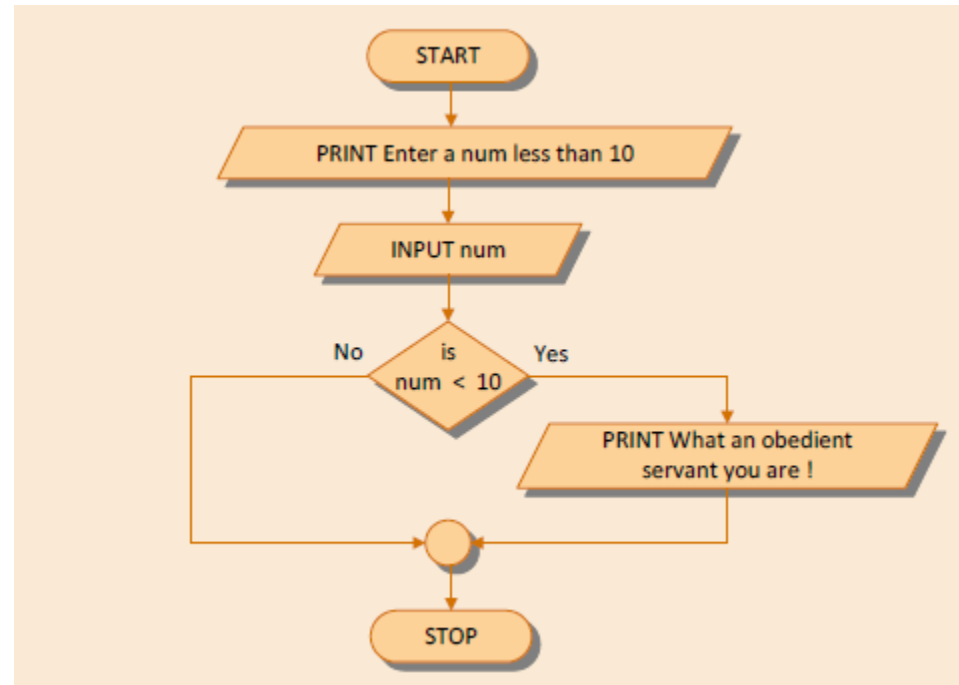 START
PRINT Enter a num less than 10
INPUT num
No
is
num < 10
Yes
PRINT What an obedient
servant you are !
STOP